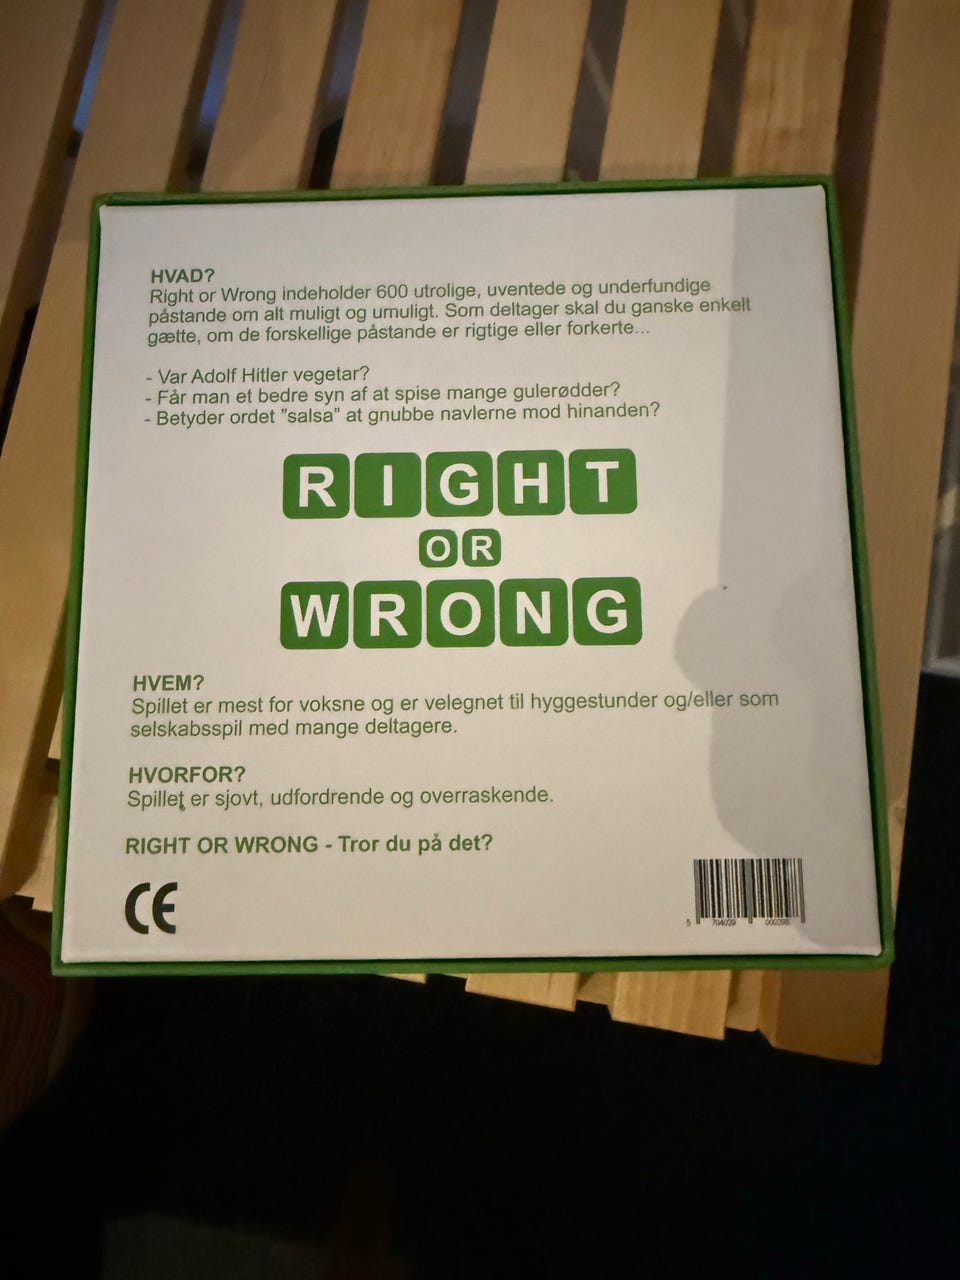 HVAD?
Right or Wrong indeholder 600 utrolige, uventede og underfundige
påstande om alt muligt og umuligt. Som deltager skal du ganske enkelt
gætte, om de forskellige påstande er rigtige eller forkerte...
- Var Adolf Hitler vegetar?
- Får man et bedre syn af at spise mange gulerødder?
- Betyder ordet "salsa" at gnubbe navlerne mod hinanden?
RIGHT
OR
WRONG
HVEM?
Spillet er mest for voksne og er velegnet til hyggestunder og/eller som
selskabsspil med mange deltagere.
HVORFOR?
Spillet er sjovt, udfordrende og overraskende.
RIGHT OR WRONG - Tror du på det?
CE
5 704029 000298